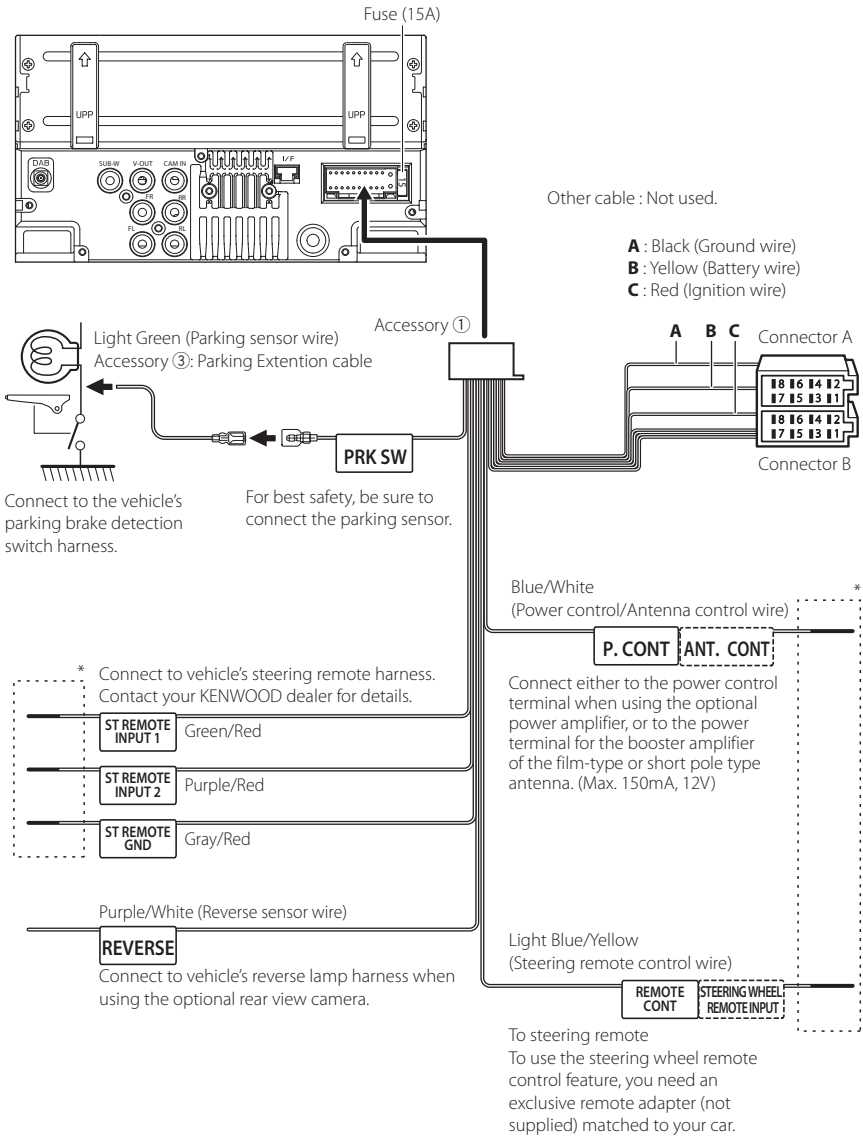 Fuse (15A)
UPP
UPP
DAB
SUB-W
V-OUT
CAM IN
I/F
15
FR
RR
FL
RL
Other cable : Not used.
A : Black (Ground wire)
B : Yellow (Battery wire)
C : Red (Ignition wire)
Accessory ①
A B C
Connector A
8 6 4 2
7 5 3 1
8 6 4 2
7 5 3 1
Connector B
Light Green (Parking sensor wire)
Accessory ③: Parking Extention cable
PRK SW
Connect to the vehicle's
parking brake detection
switch harness.
For best safety, be sure to
connect the parking sensor.
Blue/White
(Power control/Antenna control wire)
*
P. CONT
ANT. CONT
Connect either to the power control
terminal when using the optional
power amplifier, or to the power
terminal for the booster amplifier
of the film-type or short pole type
antenna. (Max. 150mA, 12V)
*
Connect to vehicle's steering remote harness.
Contact your KENWOOD dealer for details.
ST REMOTE
INPUT 1
Green/Red
ST REMOTE
INPUT 2
Purple/Red
ST REMOTE
GND
Gray/Red
Purple/White (Reverse sensor wire)
REVERSE
Connect to vehicle's reverse lamp harness when
using the optional rear view camera.
Light Blue/Yellow
(Steering remote control wire)
REMOTE
CONT
STEERING WHEEL
REMOTE INPUT
To steering remote
To use the steering wheel remote
control feature, you need an
exclusive remote adapter (not
supplied) matched to your car.